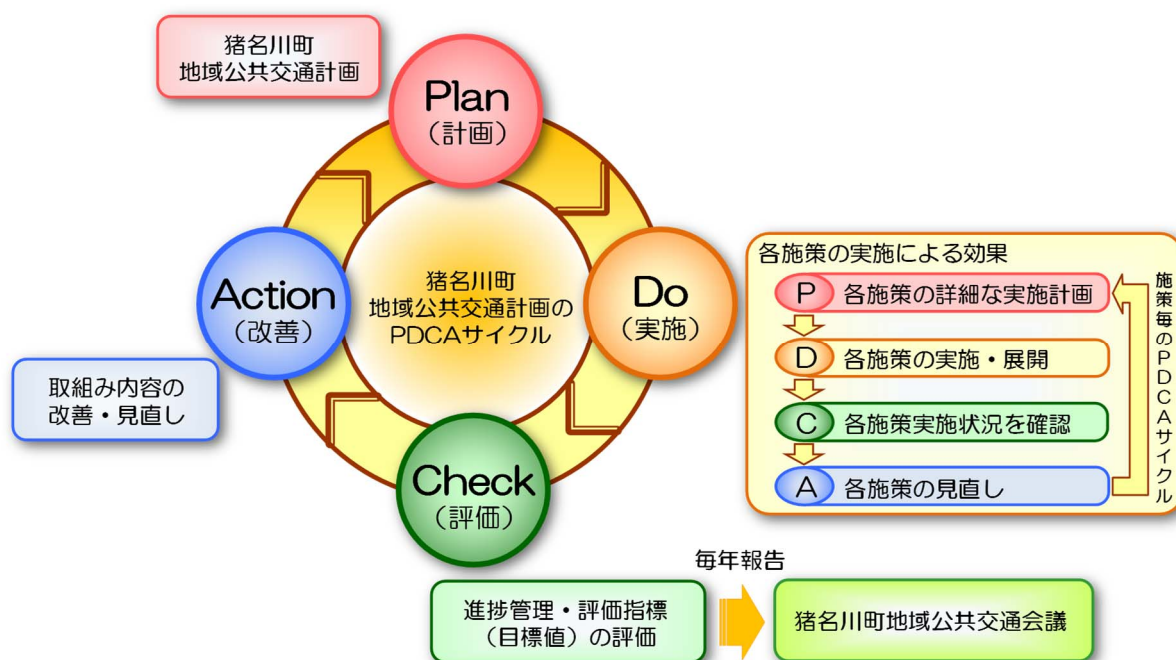 猪名川町
地域公共交通計画
Plan
（計画）
Action
（改善）
猪名川町
地域公共交通計画の
PDCAサイクル
Do
（実施）
取組み内容の
改善・見直し
Check
（評価）
各施策の実施による効果
P 各施策の詳細な実施計画
D 各施策の実施・展開
C 各施策実施状況を確認
A 各施策の見直し
施策毎のPDCAサイクル
進捗管理・評価指標
（目標値）の評価
毎年報告
猪名川町地域公共交通会議